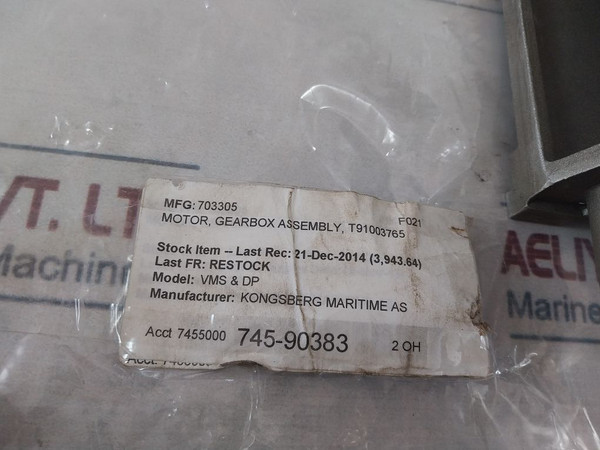 VT. LT
Machin
AELIY
Marine
MFG: 703305
F021
MOTOR, GEARBOX ASSEMBLY, T91003765
Stock Item -- Last Rec: 21-Dec-2014 (3,943.64)
Last FR: RESTOCK
Model: VMS & DP
Manufacturer: KONGSBERG MARITIME AS
Acct 7455000 745-90383 2 OH